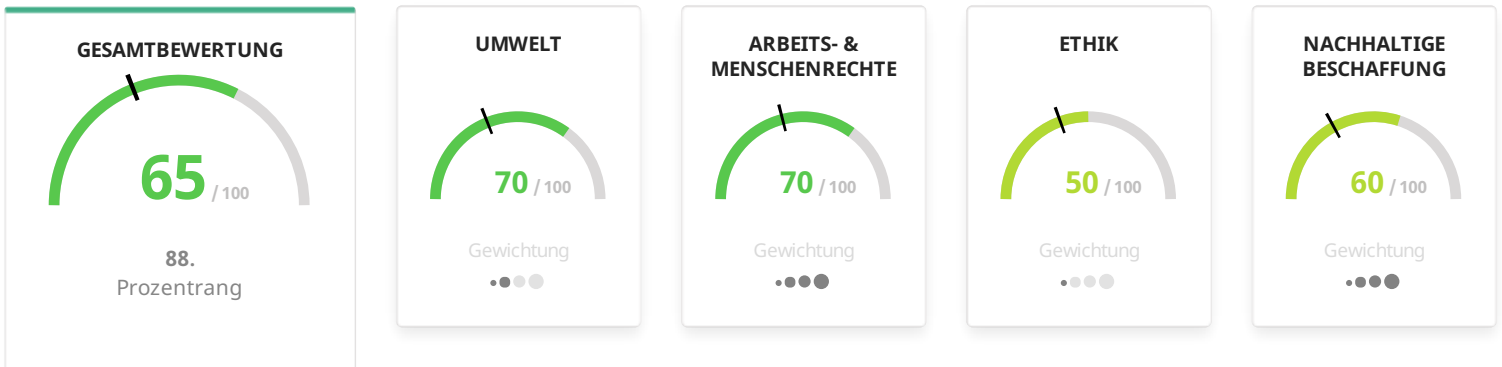 GESAMTBEWERTUNG
65 / 100
88.
Prozentrang
UMWELT
70 / 100
Gewichtung
ARBEITS- &
MENSCHENRECHTE
70 / 100
Gewichtung
ETHIK
50 / 100
Gewichtung
NACHHALTIGE
BESCHAFFUNG
60 / 100
Gewichtung